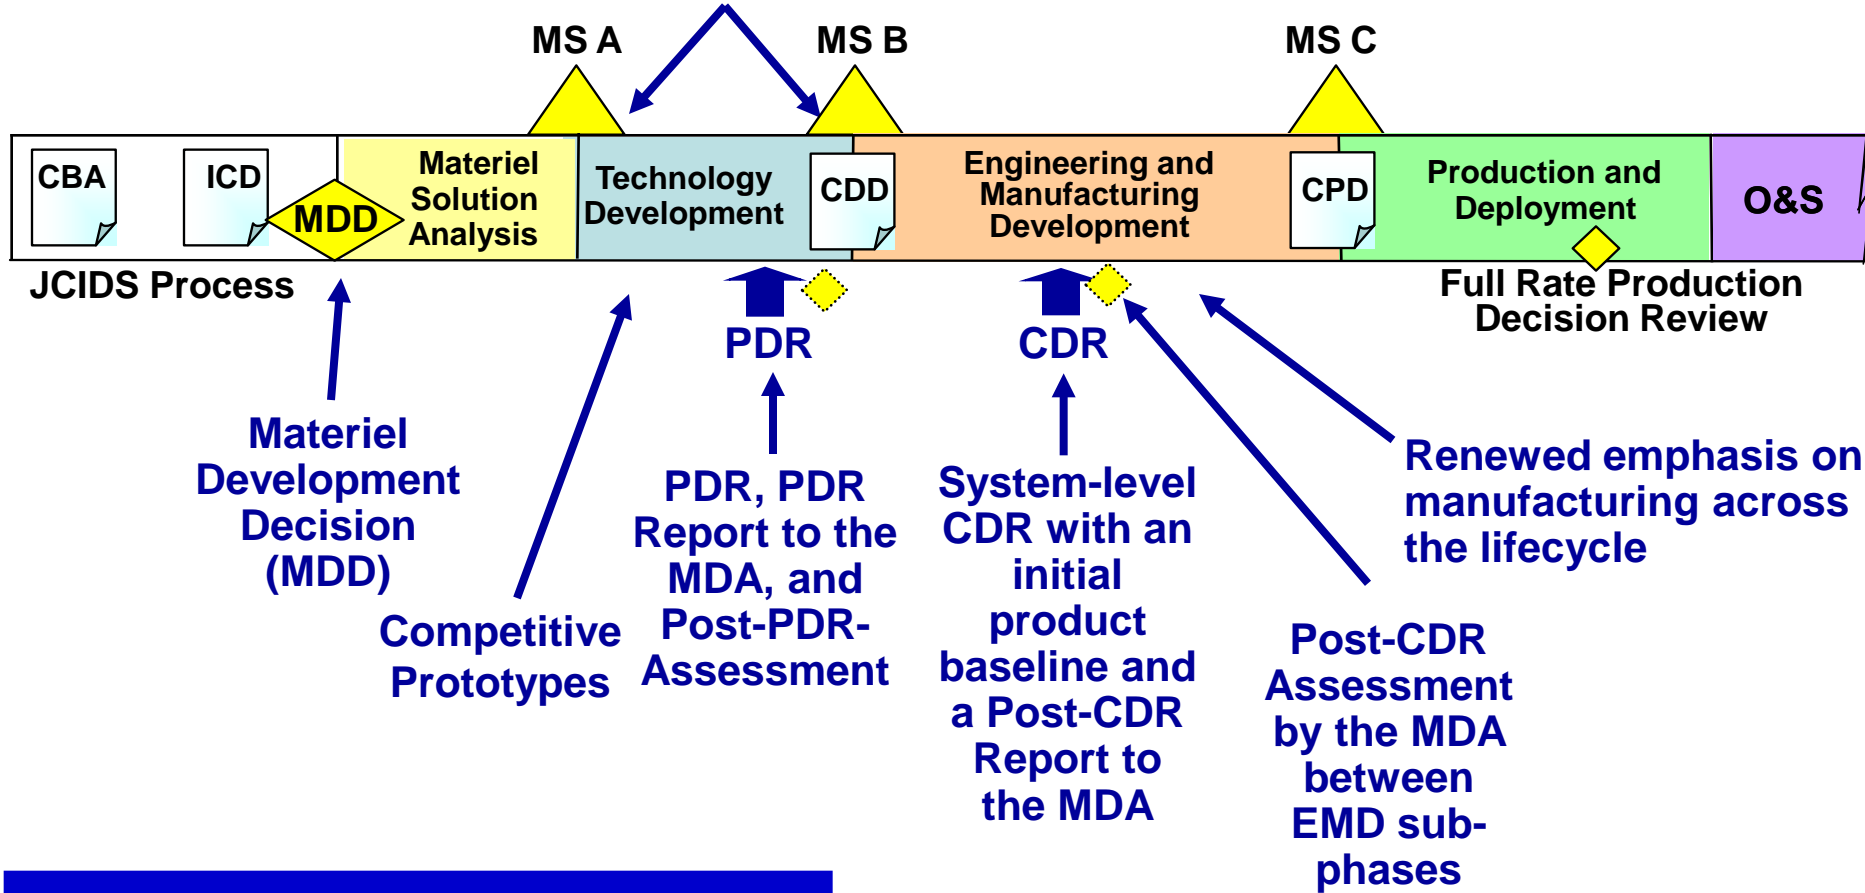 MS A
MS B
MS C
CBA
ICD
MDD
Materiel
Solution
Analysis
Technology
Development
CDD
Engineering and
Manufacturing
Development
CPD
Production and
Deployment
O&S
JCIDS Process
PDR
CDR
Full Rate Production
Decision Review
Materiel
Development
Decision
(MDD)
Competitive
Prototypes
PDR, PDR
Report to the
MDA, and
Post-PDR-
Assessment
System-level
CDR with an
initial
product
baseline and
a Post-CDR
Report to
the MDA
Post-CDR
Assessment
by the MDA
between
EMD sub-
phases
Renewed emphasis on
manufacturing across
the lifecycle